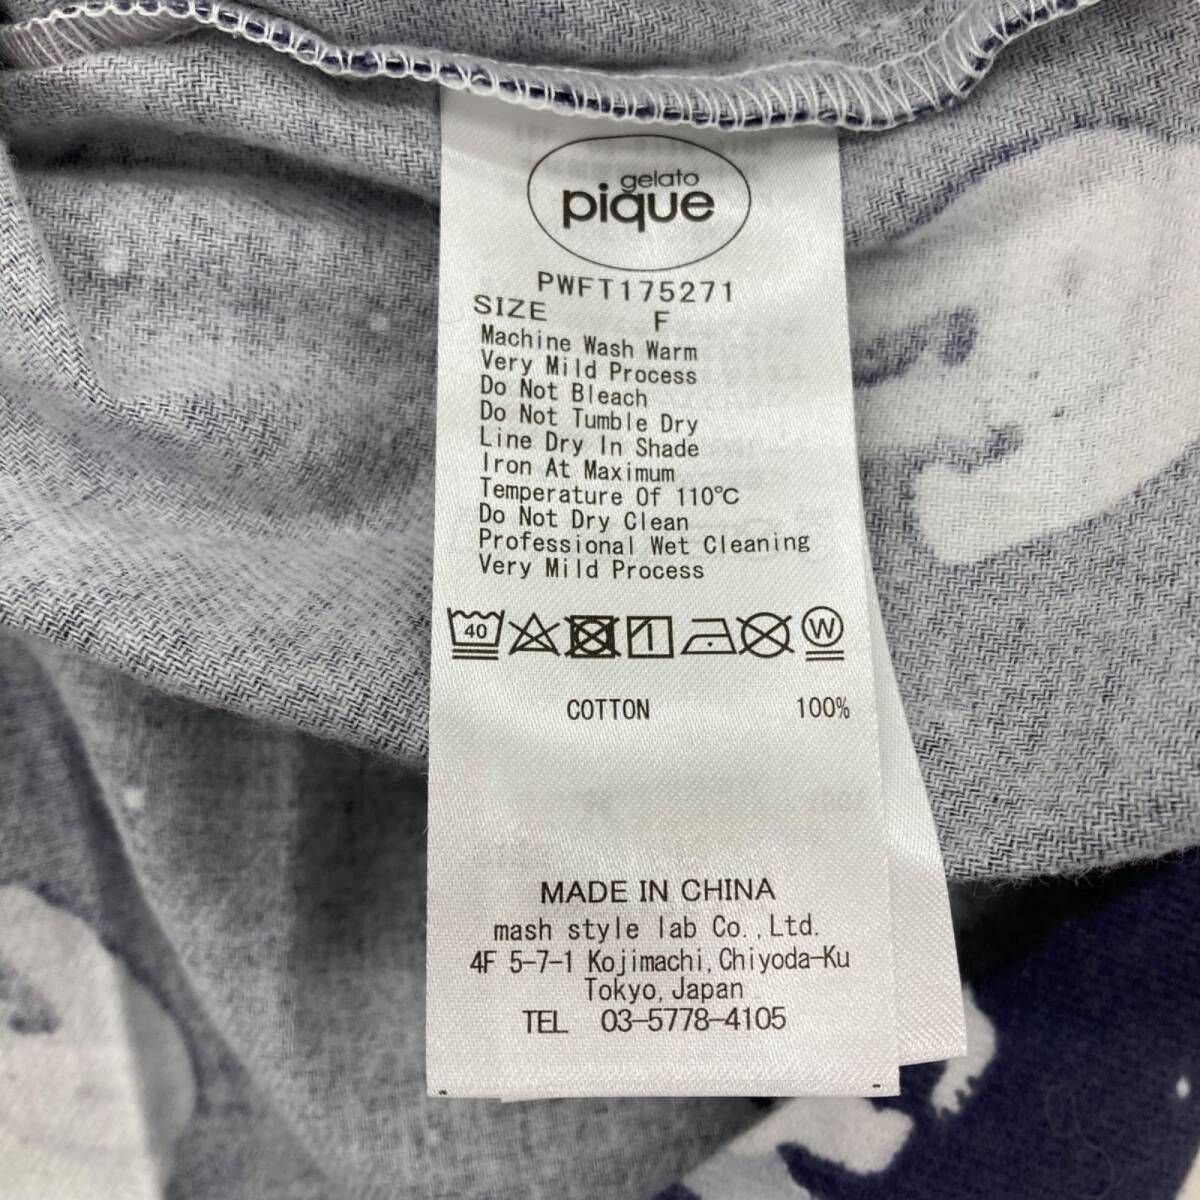 gelato
pique
PWFT175271
SIZE F
Machine Wash Warm
Very Mild Process
Do Not Bleach
Do Not Tumble Dry
Line Dry In Shade
Iron At Maximum
Temperature Of 110℃
Do Not Dry Clean
Professional Wet Cleaning
Very Mild Process
40 W
COTTON 100%
MADE IN CHINA
mash style lab Co.,Ltd.
4F 5-7-1 Kojimachi,Chiyoda-Ku
Tokyo,Japan
TEL 03-5778-4105